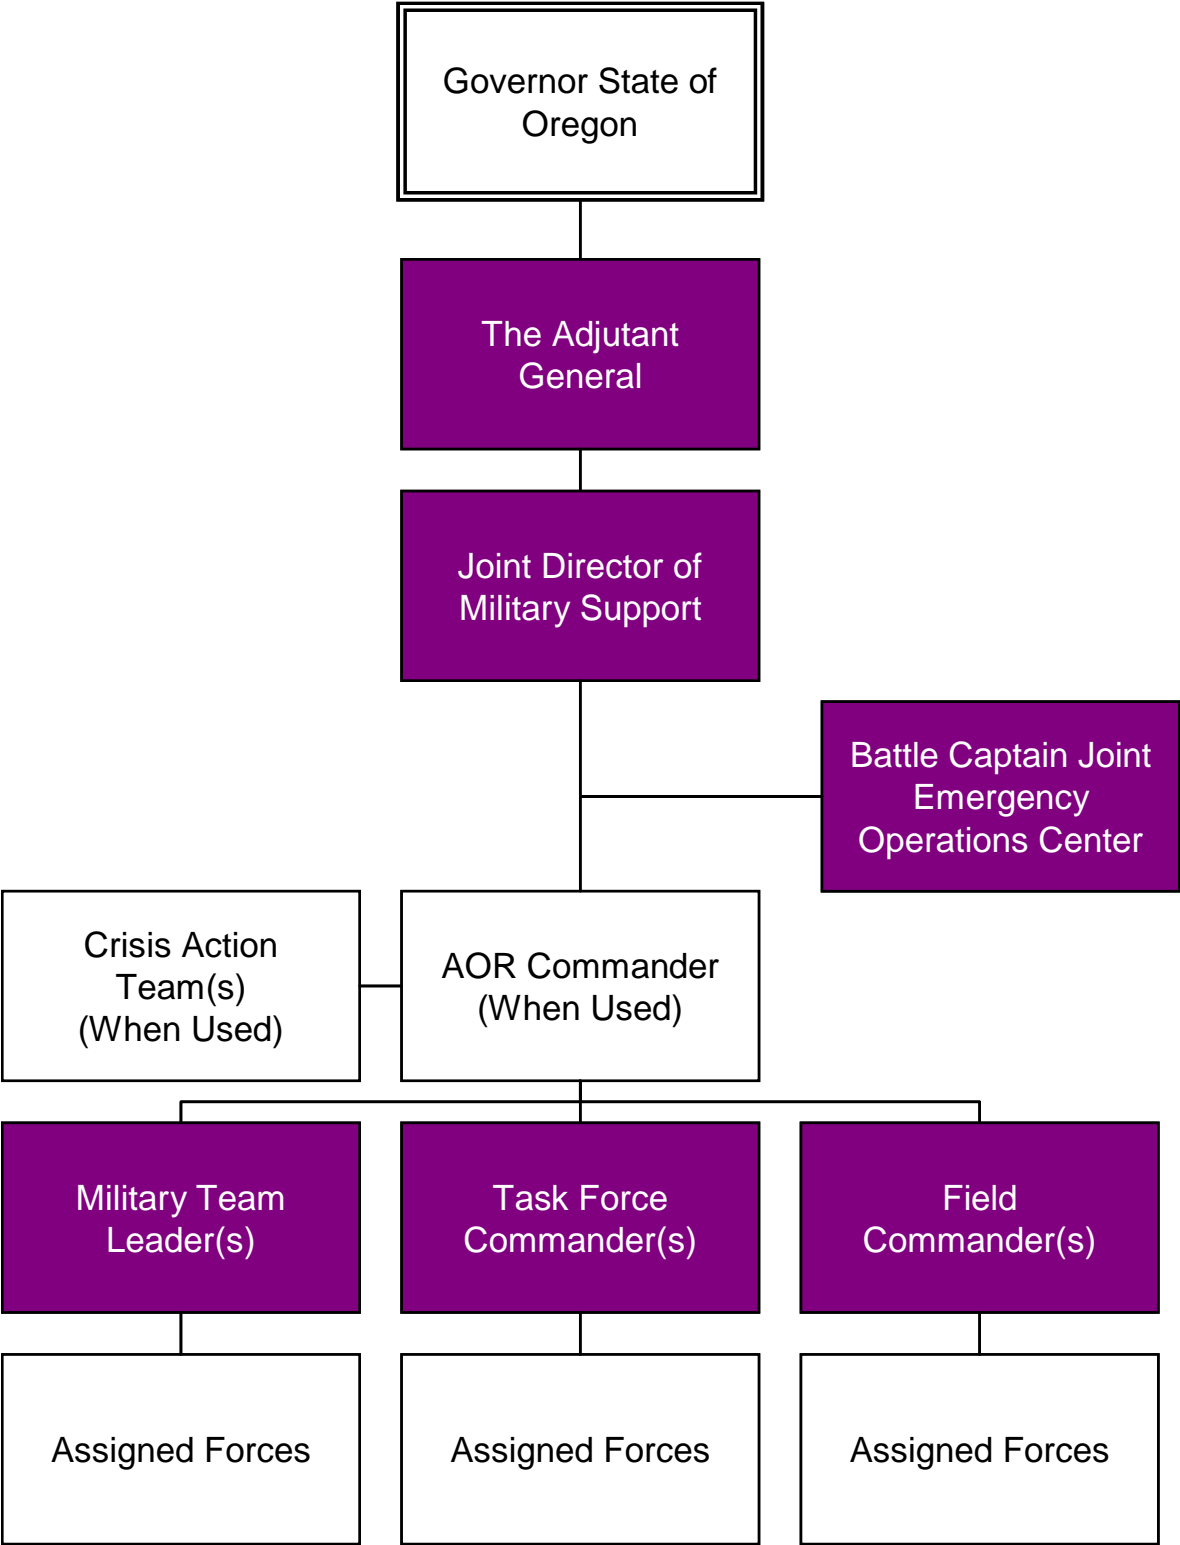 Governor State of
Oregon
The Adjutant
General
Joint Director of
Military Support
Battle Captain Joint
Emergency
Operations Center
Crisis Action
Team(s)
(When Used)
AOR Commander
(When Used)
Military Team
Leader(s)
Task Force
Commander(s)
Field
Commander(s)
Assigned Forces
Assigned Forces
Assigned Forces